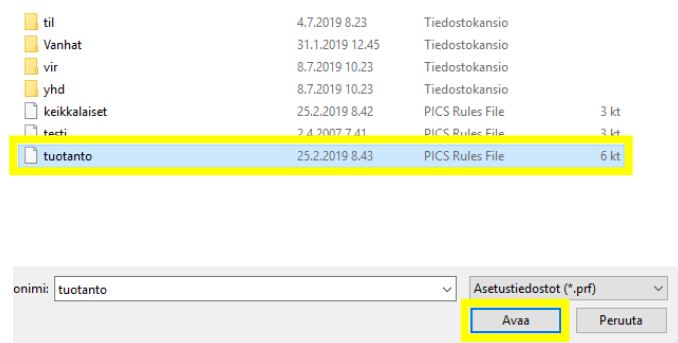 til 4.7.2019 8.23 Tiedostokansio
Vanhat 31.1.2019 12.45 Tiedostokansio
vir 8.7.2019 10.23 Tiedostokansio
yhd 8.7.2019 10.23 Tiedostokansio
keikkalaiset 25.2.2019 8.42 PICS Rules File 3 kt
testi 2.4.2007 7.41 PICS Rules File 3 kt
tuotanto 25.2.2019 8.43 PICS Rules File 6 kt
onimi: tuotanto Asetustiedostot (*.prf)
Avaa Peruuta